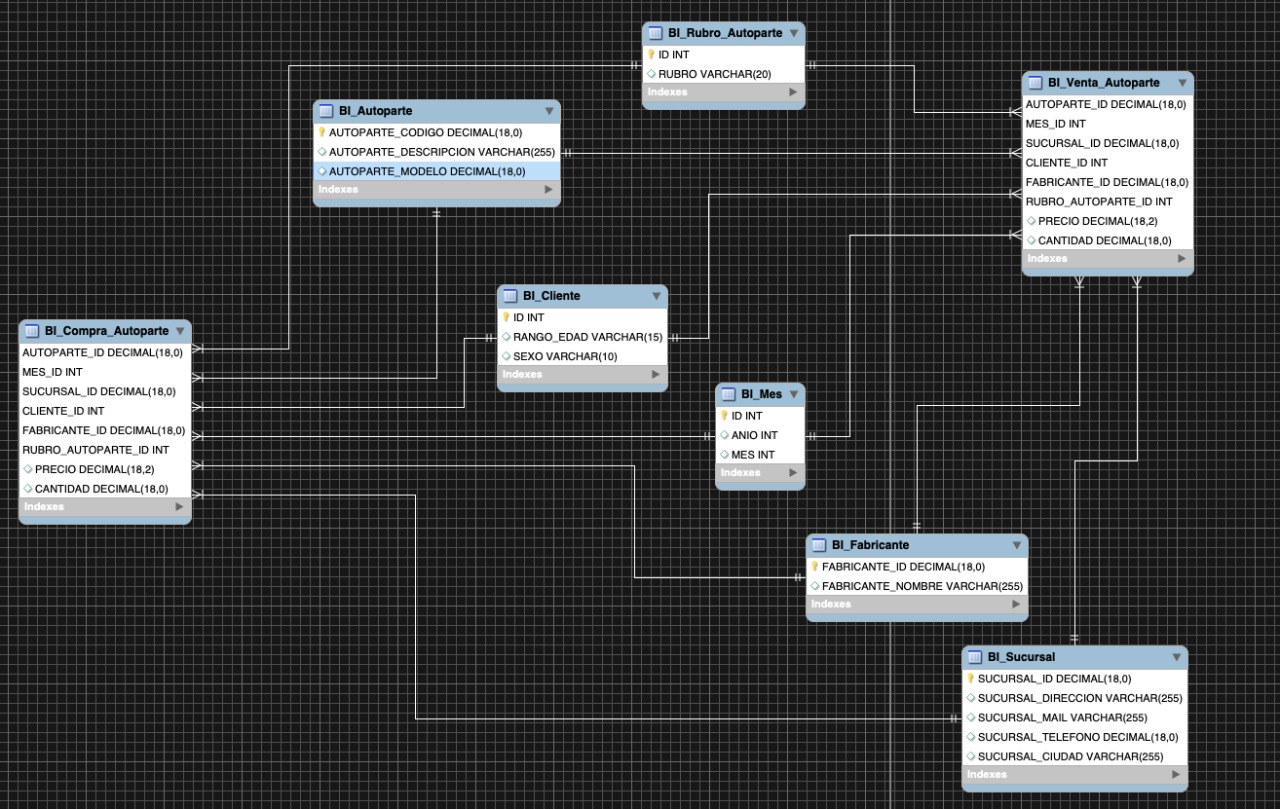 BI_Rubro_Autoparte
ID INT
RUBRO VARCHAR(20)
Indexes
BI_Venta_Autoparte
AUTOPARTE_ID DECIMAL(18,0)
MES_ID INT
SUCURSAL_ID DECIMAL(18,0)
CLIENTE_ID INT
FABRICANTE_ID DECIMAL(18,0)
RUBRO_AUTOPARTE_ID INT
PRECIO DECIMAL(18,2)
CANTIDAD DECIMAL(18,0)
Indexes
BI_Autoparte
AUTOPARTE_CODIGO DECIMAL(18,0)
AUTOPARTE_DESCRIPCION VARCHAR(255)
AUTOPARTE_MODELO DECIMAL(18,0)
Indexes
BI_Cliente
ID INT
RANGO_EDAD VARCHAR(15)
SEXO VARCHAR(10)
Indexes
BI_Compra_Autoparte
AUTOPARTE_ID DECIMAL(18,0)
MES_ID INT
SUCURSAL_ID DECIMAL(18,0)
CLIENTE_ID INT
FABRICANTE_ID DECIMAL(18,0)
RUBRO_AUTOPARTE_ID INT
PRECIO DECIMAL(18,2)
CANTIDAD DECIMAL(18,0)
Indexes
BI_Mes
ID INT
ANIO INT
MES INT
Indexes
BI_Fabricante
FABRICANTE_ID DECIMAL(18,0)
FABRICANTE_NOMBRE VARCHAR(255)
Indexes
BI_Sucursal
SUCURSAL_ID DECIMAL(18,0)
SUCURSAL_DIRECCION VARCHAR(255)
SUCURSAL_MAIL VARCHAR(255)
SUCURSAL_TELEFONO DECIMAL(18,0)
SUCURSAL_CIUDAD VARCHAR(255)
Indexes